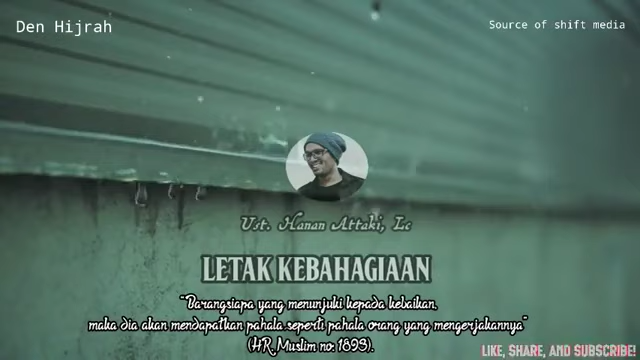 Den Hijrah
Source of shift media
Ust. Hanan Attaki, Lc
LETAK KEBAHAGIAAN
"Barangsiapa yang menunjuki kepada kebaikan,
maka dia akan mendapatkan pahala seperti pahala orang yang mengerjakannya"
(HR. Muslim no: 1893).
LIKE, SHARE, AND SUBSCRIBE!